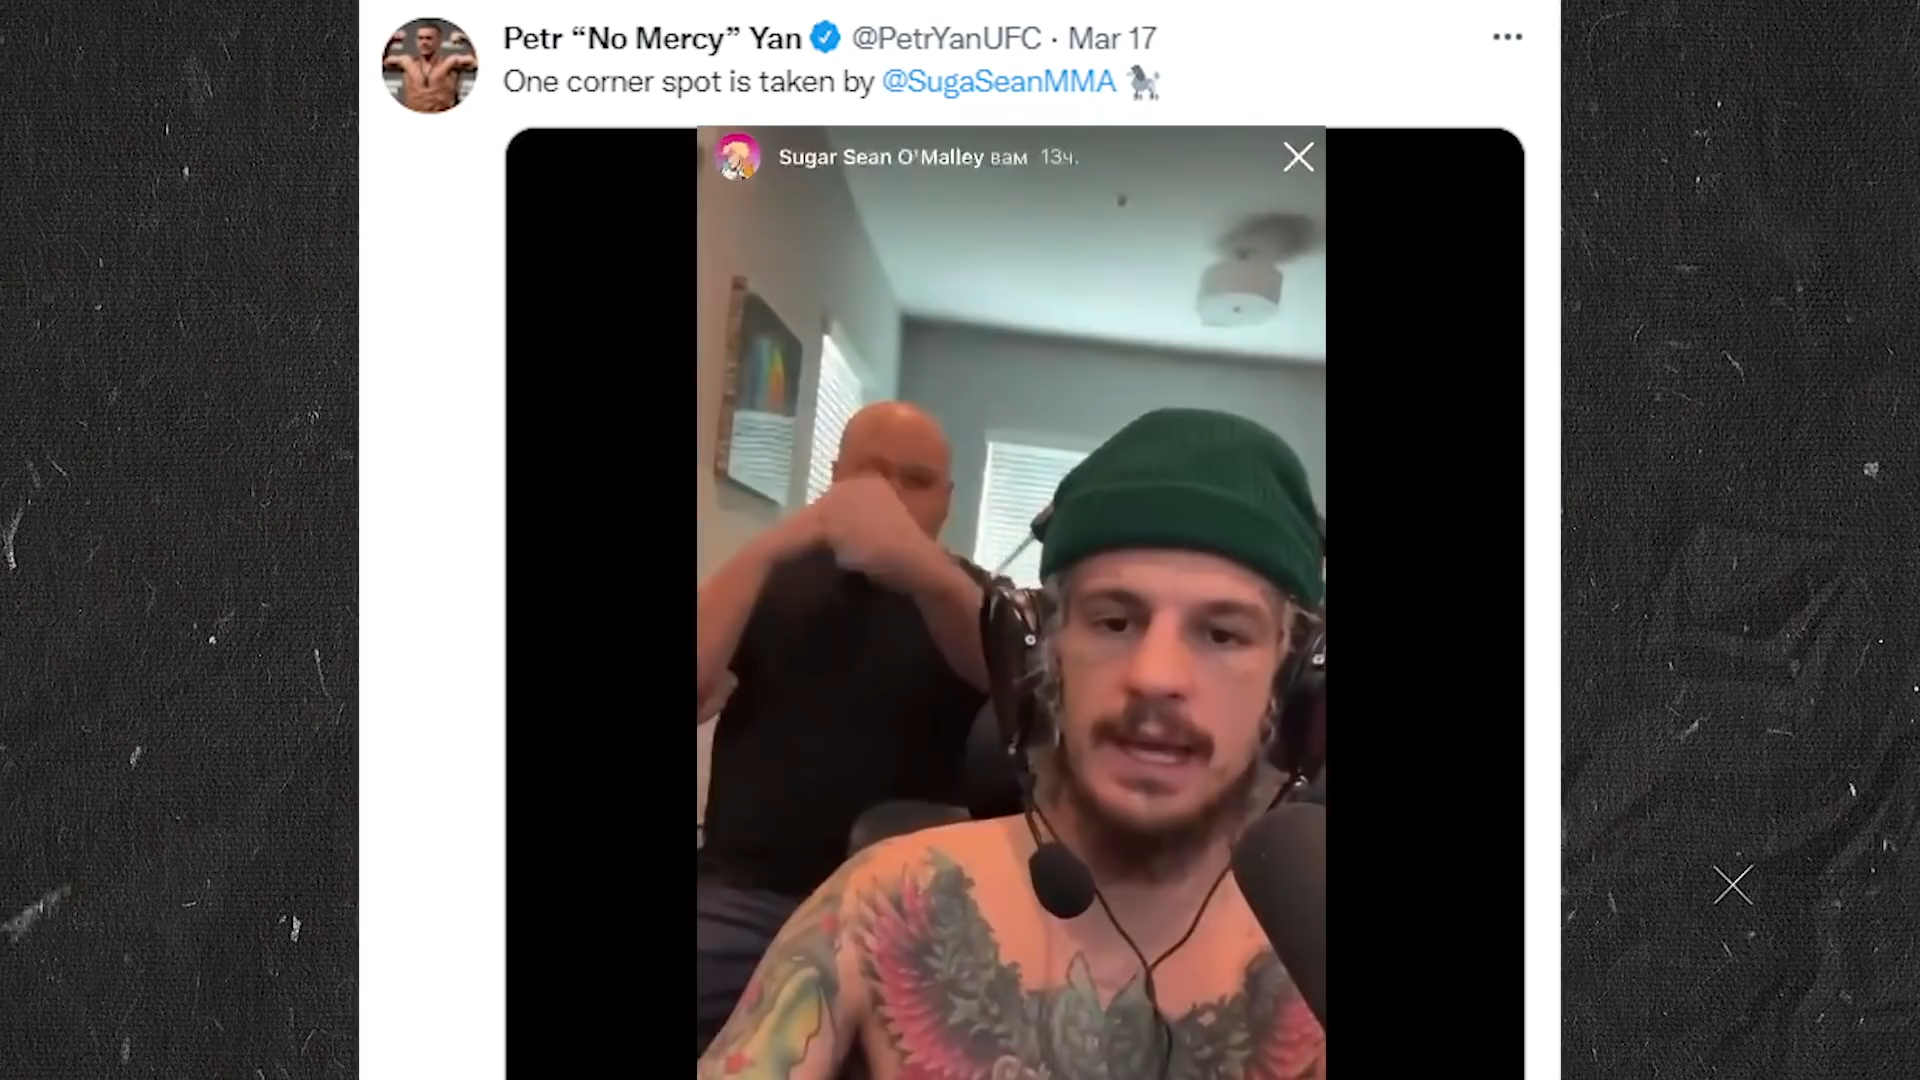 Petr “No Mercy” Yan @PetrYanUFC · Mar 17
One corner spot is taken by @SugaSeanMMA 🐩
Sugar Sean O’Malley вам 13ч.